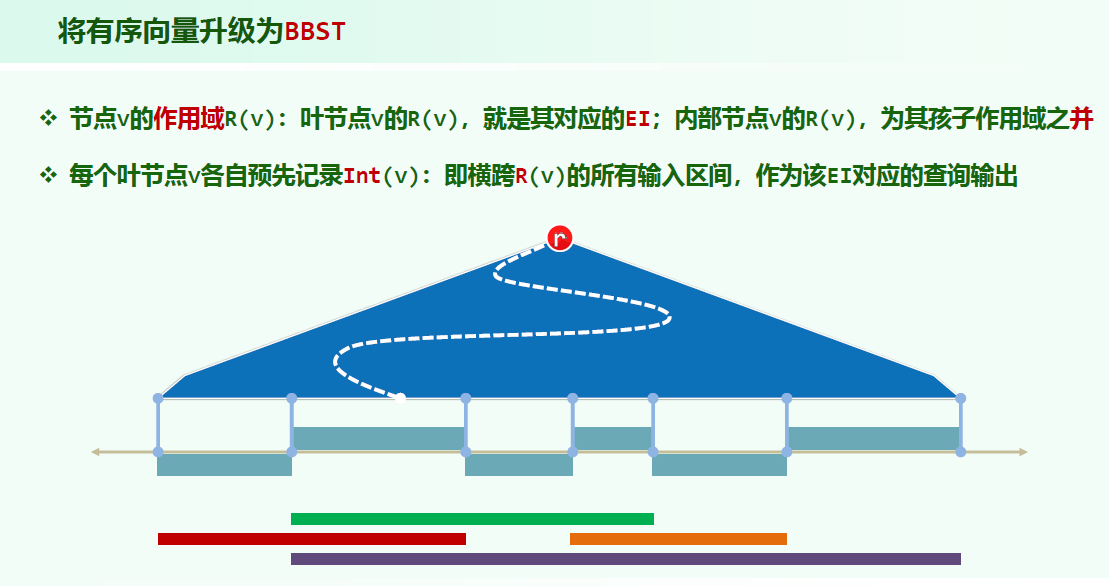 将有序向量升级为BBST
❖ 节点v的作用域R(v)：叶节点v的R(v)，就是其对应的EI；内部节点v的R(v)，为其孩子作用域之并
❖ 每个叶节点v各自预先记录Int(v)：即横跨R(v)的所有输入区间，作为该EI对应的查询输出
r